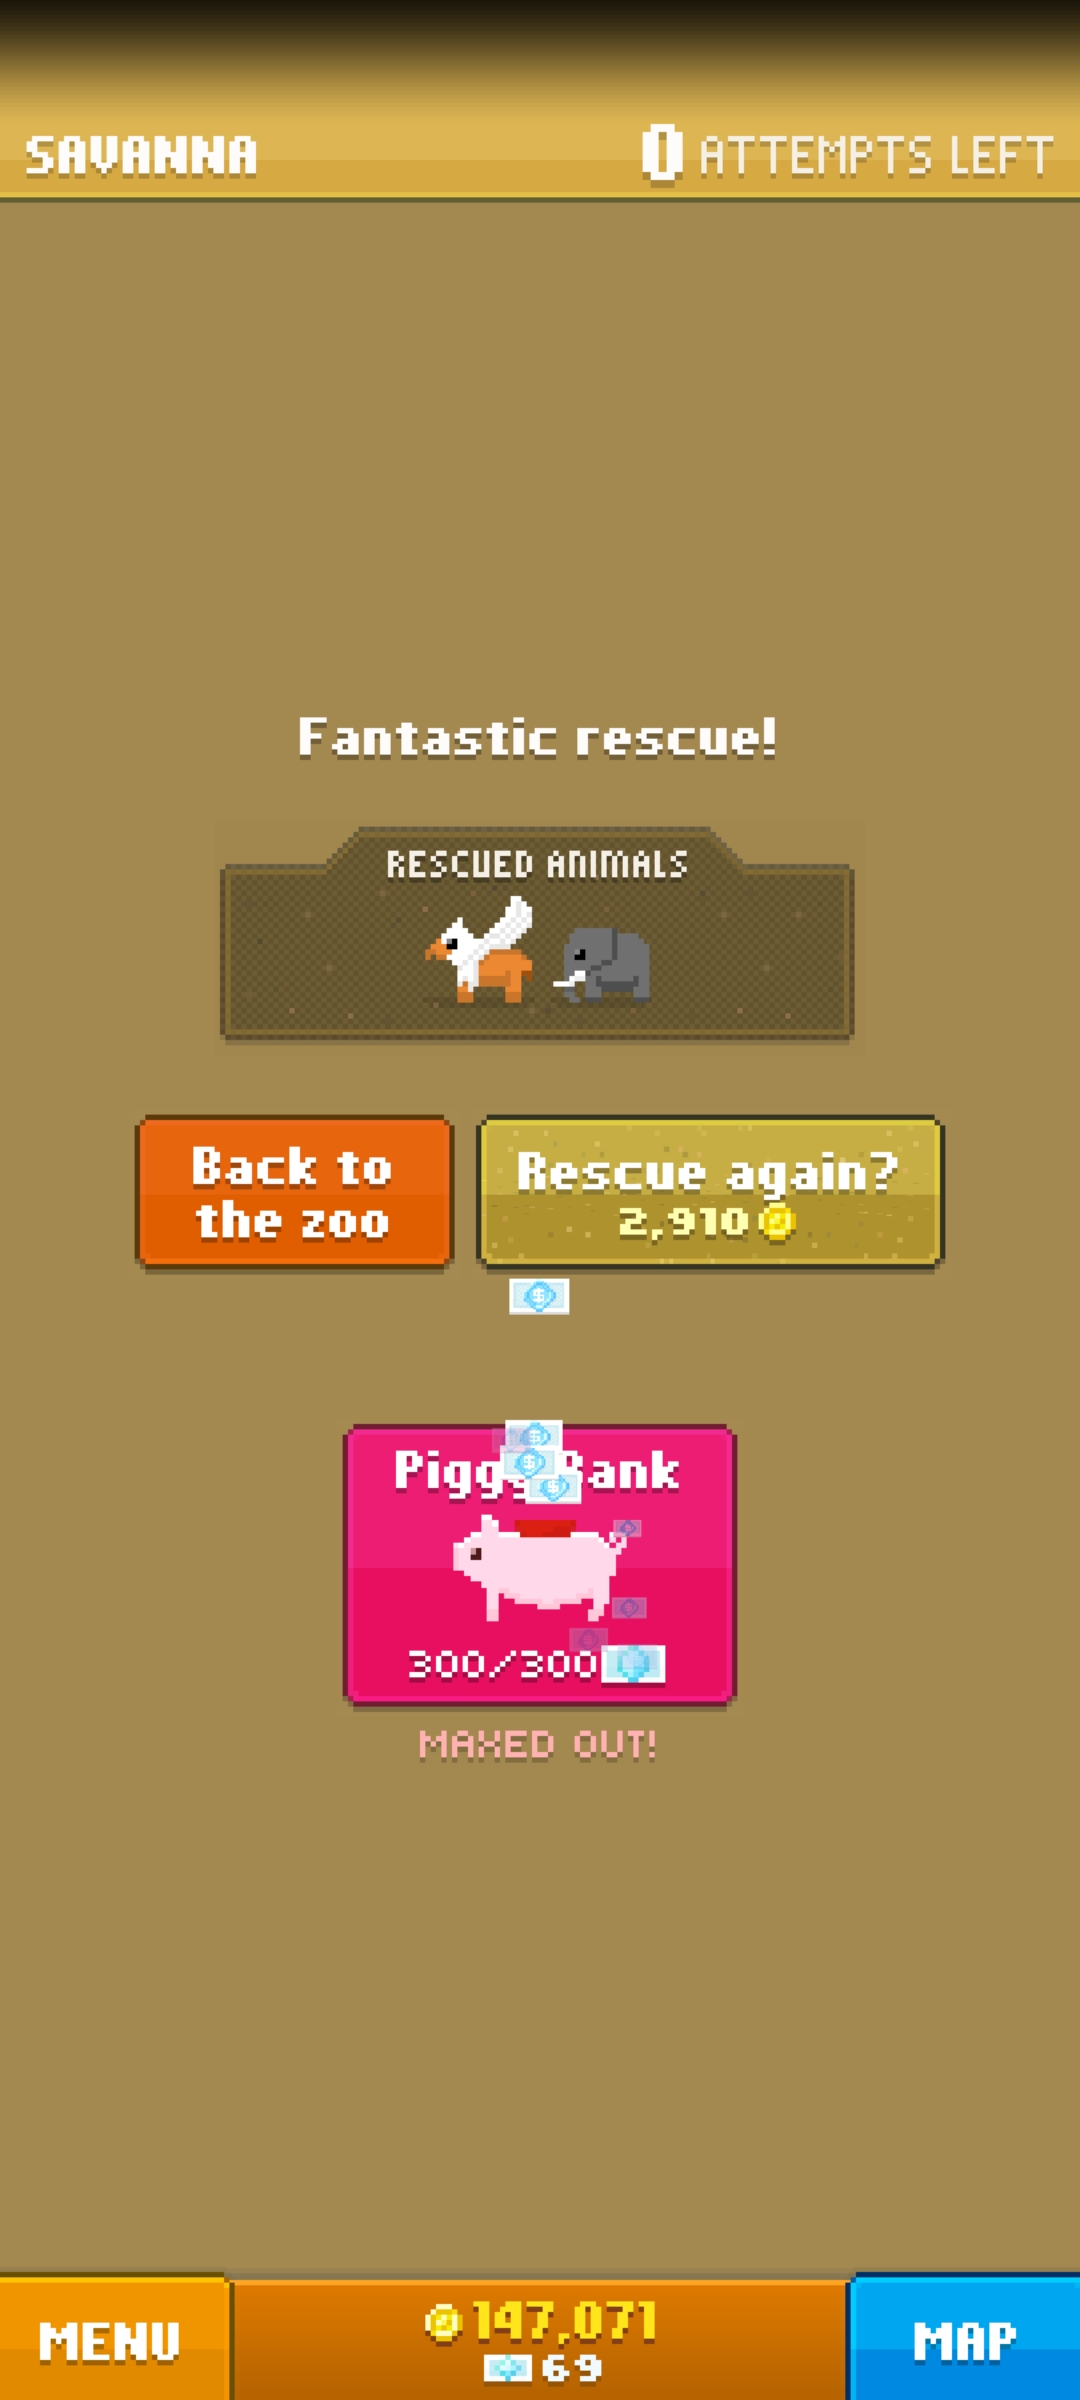 SAVANNA
0 ATTEMPTS LEFT
Fantastic rescue!
RESCUED ANIMALS
Back to
the zoo
Rescue again?
2,910
Piggy Bank
300/300
MAXED OUT!
MENU
147,071
69
MAP